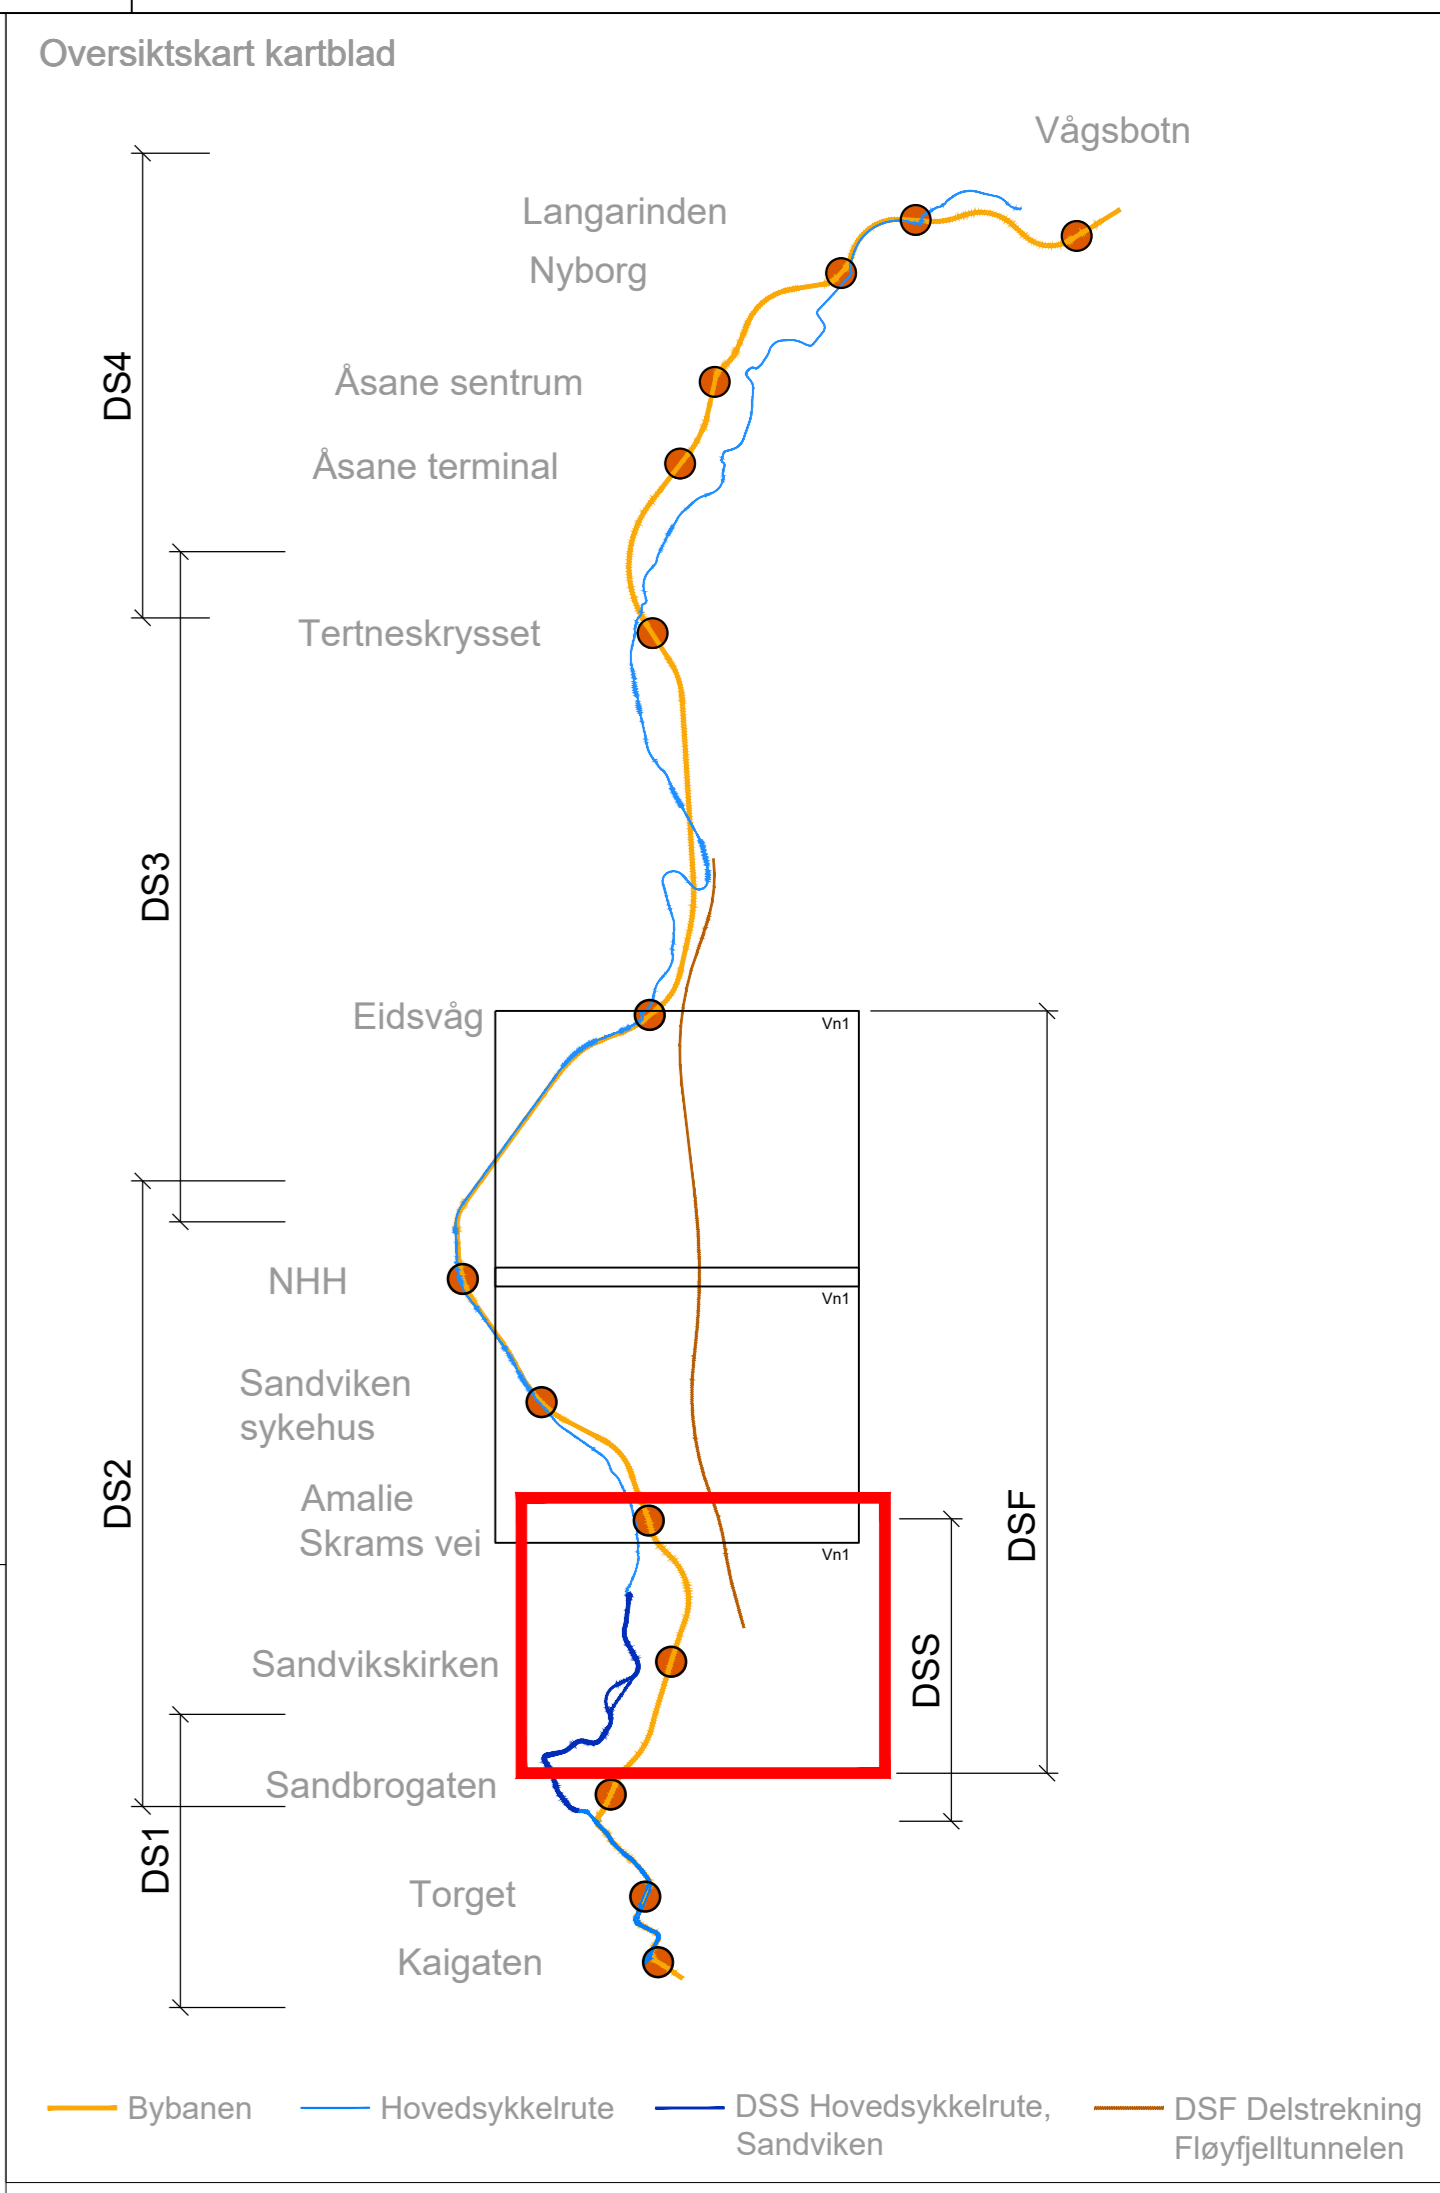 Oversiktskart kartblad
Vågsbotn
Langarinden
Nyborg
DS4
Åsane sentrum
Åsane terminal
Tertneskrysset
DS3
Eidsvåg
Vn1
NHH
Vn1
Sandviken
sykehus
DS2
Amalie
Skrams vei
Vn1
DSF
Sandvikskirken
DSS
Sandbrogaten
DS1
Torget
Kaigaten
Bybanen
Hovedsykkelrute
DSS Hovedsykkelrute,
Sandviken
DSF Delstrekning
Fløyfjelltunnelen